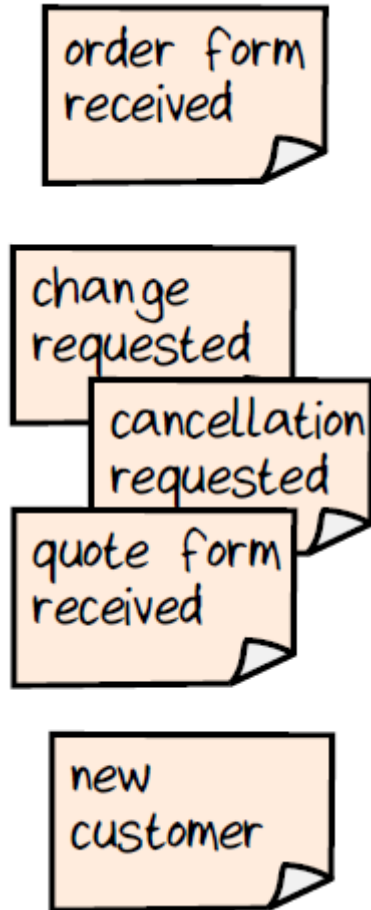 order form
received
change
requested
cancellation
requested
quote form
received
new
customer